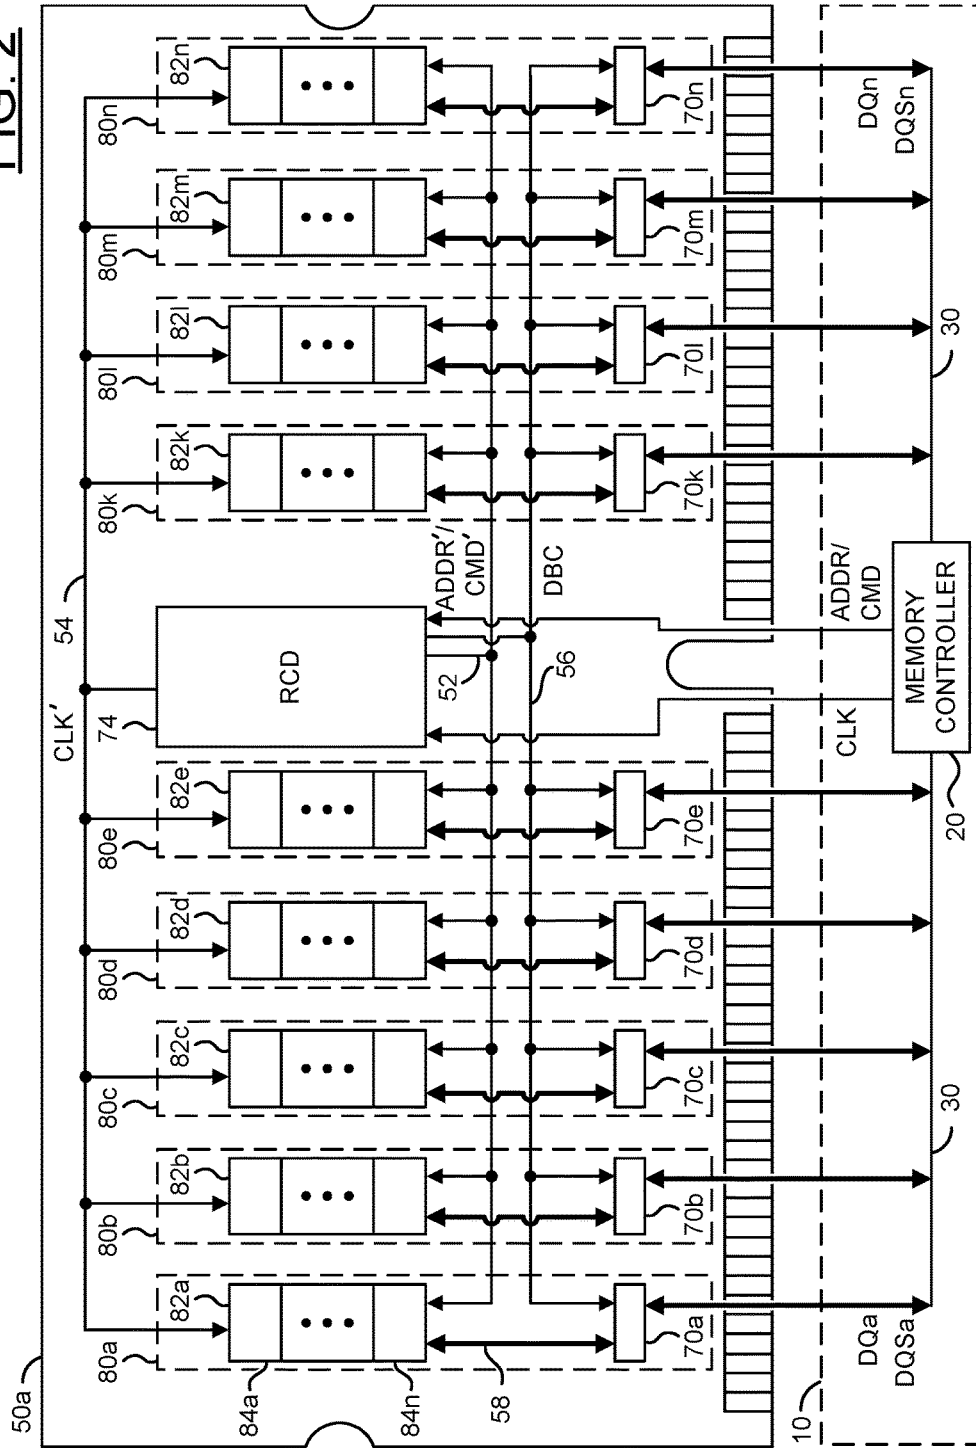 FIG. 2
50a
54
CLK′
80a
80b
80c
80d
80e
74
80k
80l
80m
80n
82a
82b
82c
82d
82e
82k
82l
82m
82n
84a
84n
RCD
ADDR′/
CMD′
52
DBC
56
58
70a
70b
70c
70d
70e
70k
70l
70m
70n
10
CLK
ADDR/
CMD
DQa
DQSa
DQn
DQSn
MEMORY
CONTROLLER
30
20
30